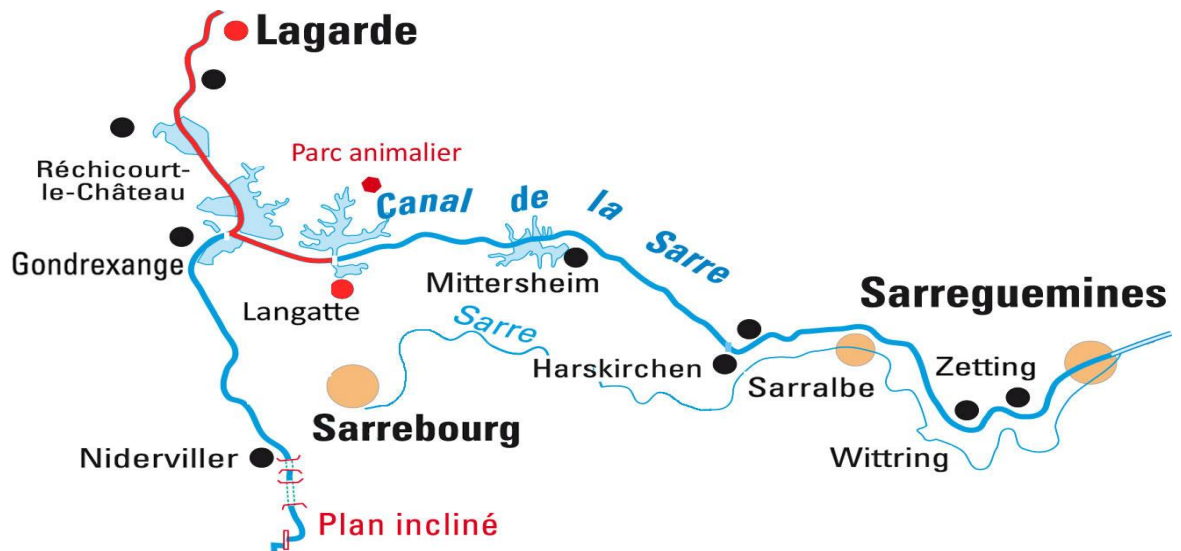 Lagarde
Parc animalier
Réchicourt-
le-Château
Canal de la Sarre
Gondrexange
Mittersheim
Sarreguemines
Langatte
Sarre
Harskirchen
Zetting
Sarralbe
Sarrebourg
Niderviller
Wittring
Plan incliné